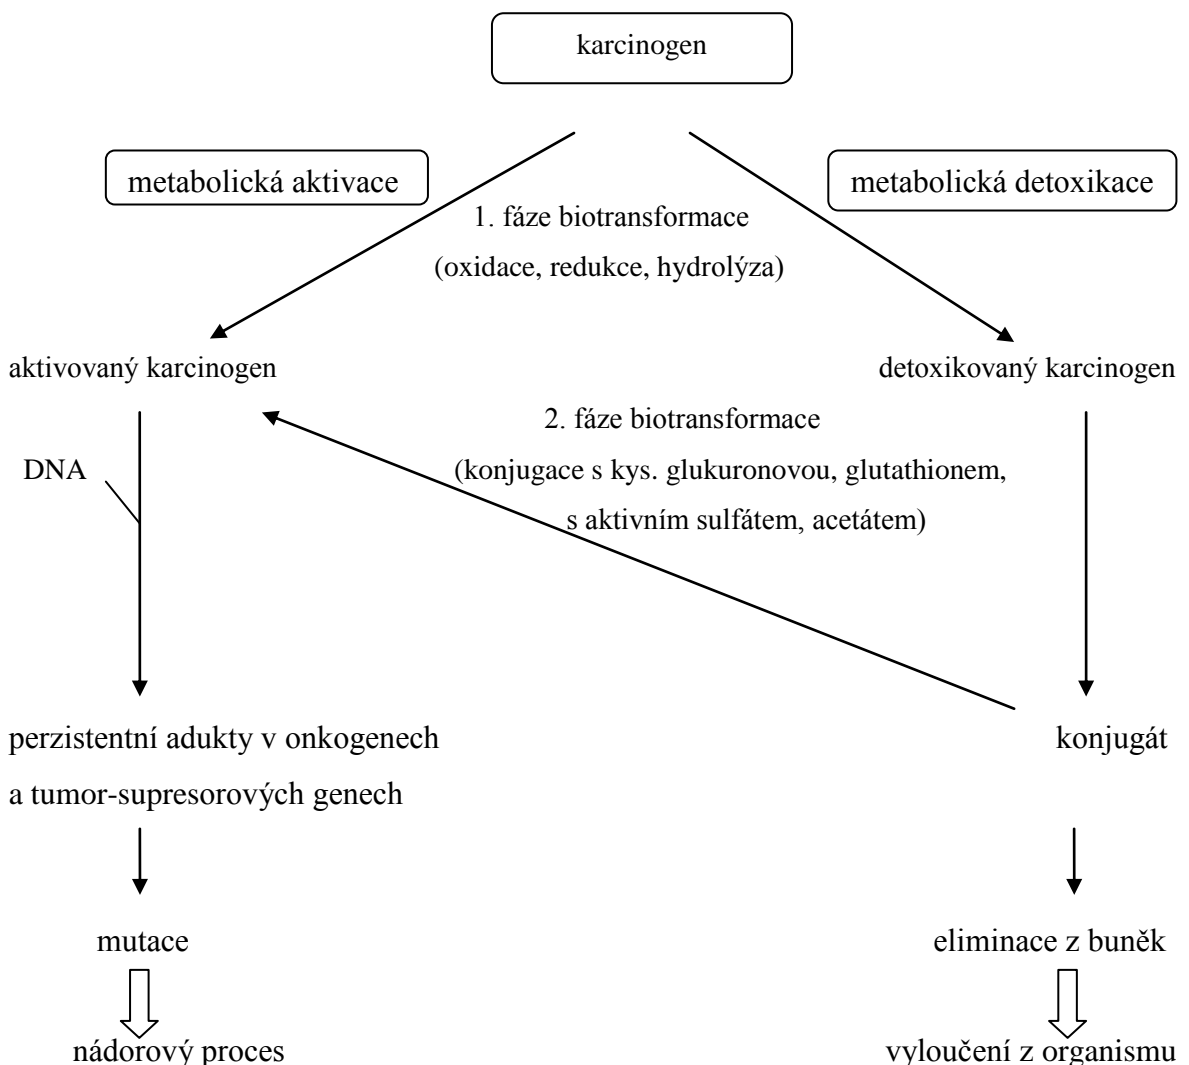 karcinogen
metabolická aktivace
metabolická detoxikace
1. fáze biotransformace
(oxidace, redukce, hydrolýza)
aktivovaný karcinogen
detoxikovaný karcinogen
2. fáze biotransformace
DNA
(konjugace s kys. glukuronovou, glutathionem,
s aktivním sulfátem, acetátem)
perzistentní adukty v onkogenech
a tumor-supresorových genech
konjugát
mutace
eliminace z buněk
nádorový proces
vyloučení z organismu